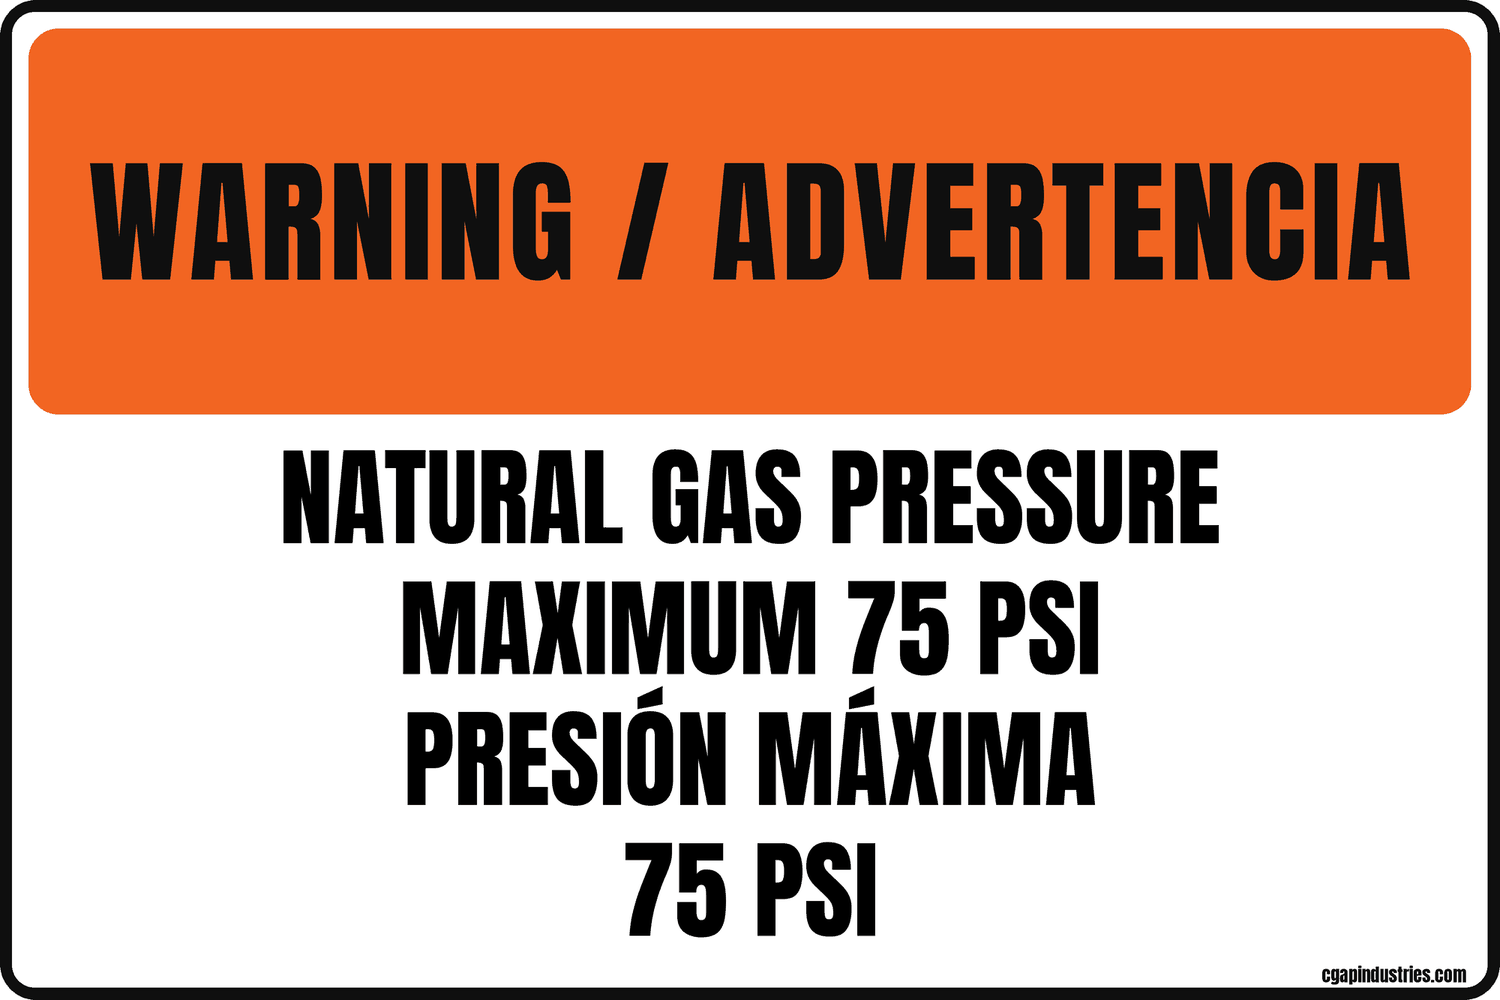 WARNING / ADVERTENCIA
NATURAL GAS PRESSURE
MAXIMUM 75 PSI
PRESIÓN MÁXIMA
75 PSI
cgapindustries.com